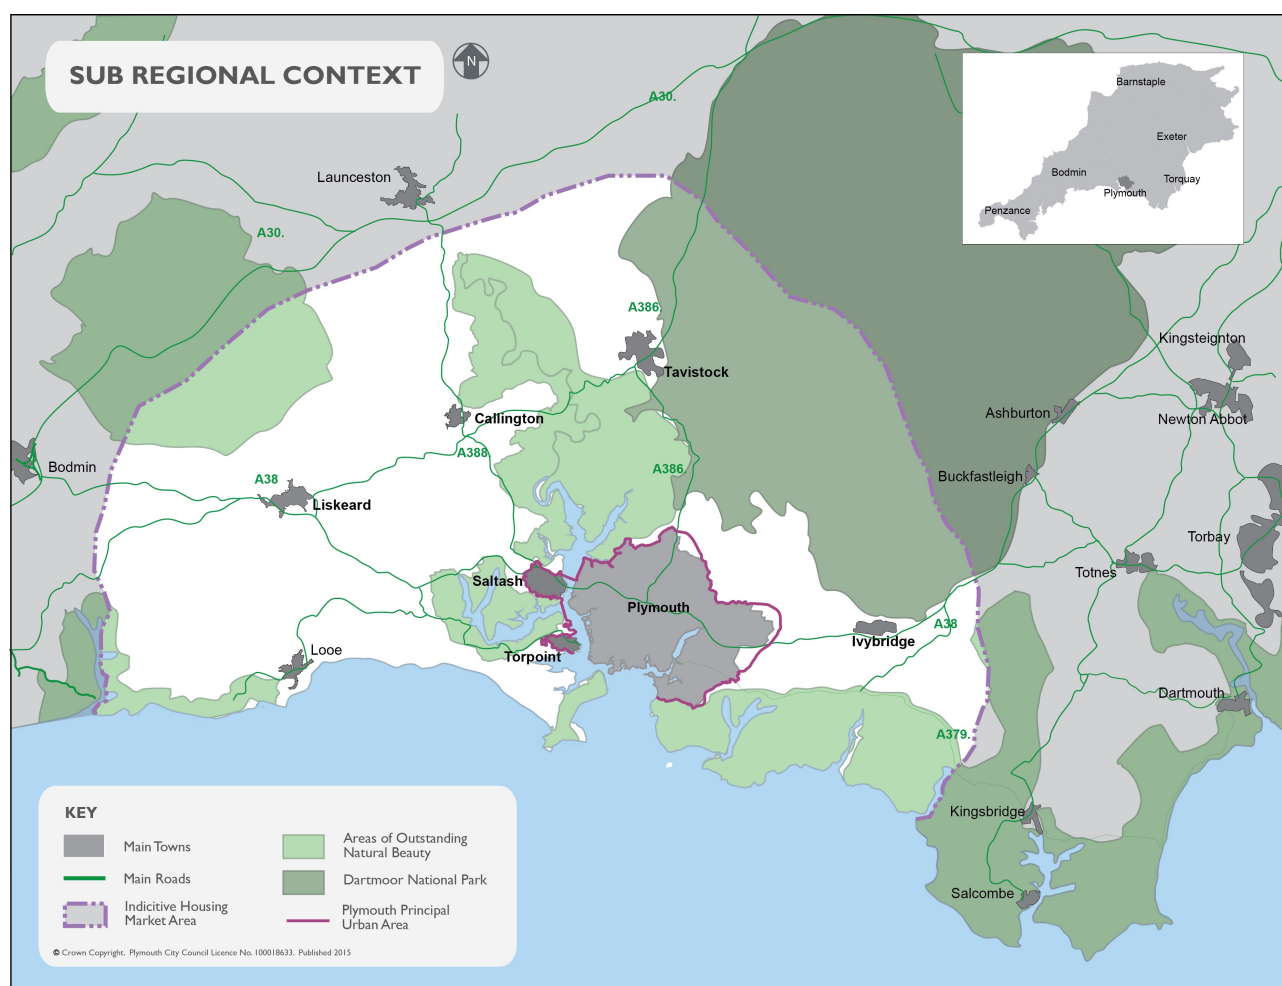 SUB REGIONAL CONTEXT
N
A30.
Barnstaple
Exeter
Bodmin
Torquay
Plymouth
Penzance
Launceston
A30.
A386.
Kingsteignton
Tavistock
Ashburton
Callington
Newton Abbot
A388
Bodmin
A386.
Buckfastleigh
A38
Liskeard
Torbay
Saltash
Totnes
Plymouth
A38
Ivybridge
Looe
Torpoint
Dartmouth
A379.
Kingsbridge
Salcombe
KEY
Main Towns
Main Roads
Indicitive Housing
Market Area
Areas of Outstanding
Natural Beauty
Dartmoor National Park
Plymouth Principal
Urban Area
© Crown Copyright. Plymouth City Council Licence No. 100018633. Published 2015